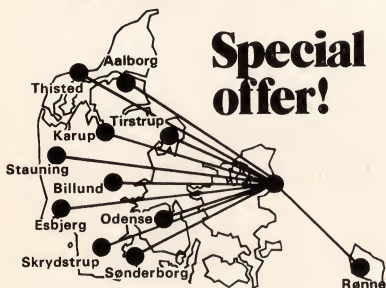 Special
offer!
Aalborg
Thisted
Tirstrup
Karup
Stauning
Billund
Esbjerg
Odense
Skrydstrup
Sønderborg
Rønne